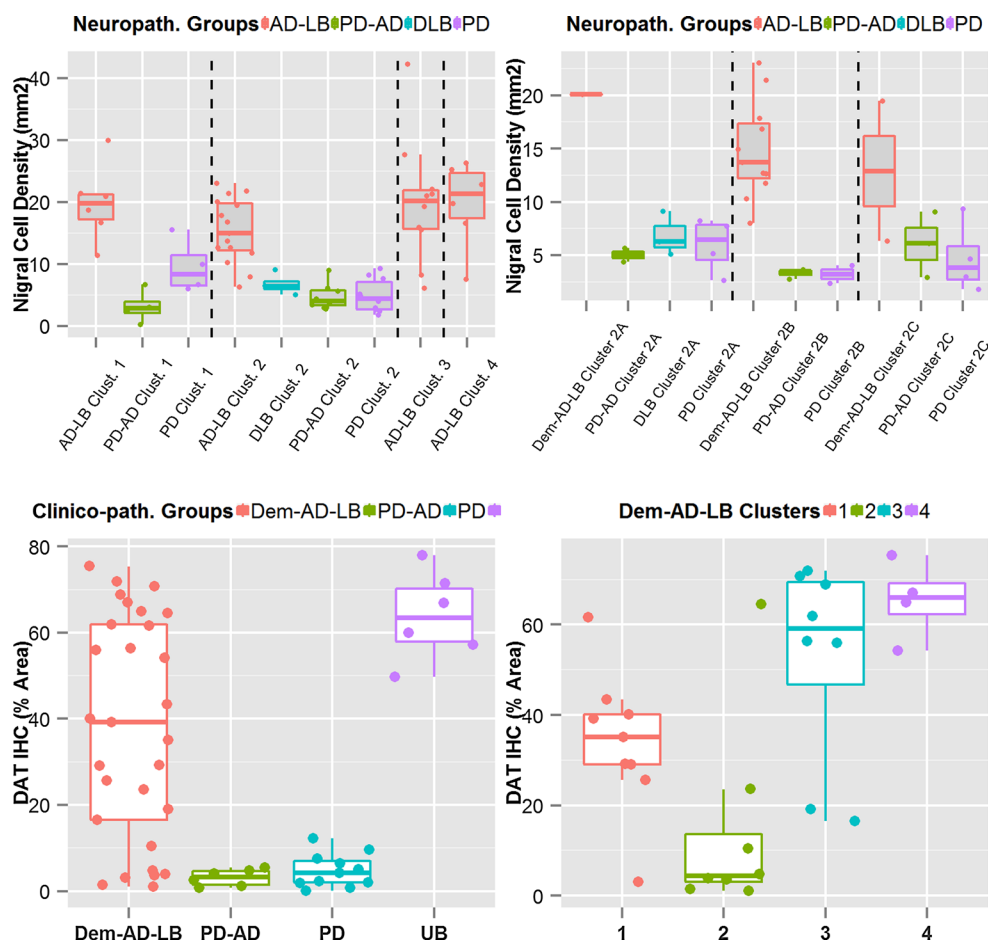 Neuropath. Groups AD-LB PD-AD DLB PD
Nigral Cell Density (mm2)
40
30
20
10
0
AD-LB Clust. 1
PD-AD Clust. 1
PD Clust. 1
AD-LB Clust. 2
DLB Clust. 2
PD-AD Clust. 2
PD Clust. 2
AD-LB Clust. 3
AD-LB Clust. 4
Neuropath. Groups AD-LB PD-AD DLB PD
Nigral Cell Density (mm2)
20
15
10
5
Dem-AD-LB Cluster 2A
PD-AD Cluster 2A
DLB Cluster 2A
PD Cluster 2A
Dem-AD-LB Cluster 2B
PD-AD Cluster 2B
PD Cluster 2B
Dem-AD-LB Cluster 2C
PD-AD Cluster 2C
PD Cluster 2C
Clinico-path. Groups Dem-AD-LB PD-AD PD
DAT IHC (% Area)
80
60
40
20
0
Dem-AD-LB PD-AD PD UB
Dem-AD-LB Clusters 1 2 3 4
DAT IHC (% Area)
60
40
20
0
1 2 3 4